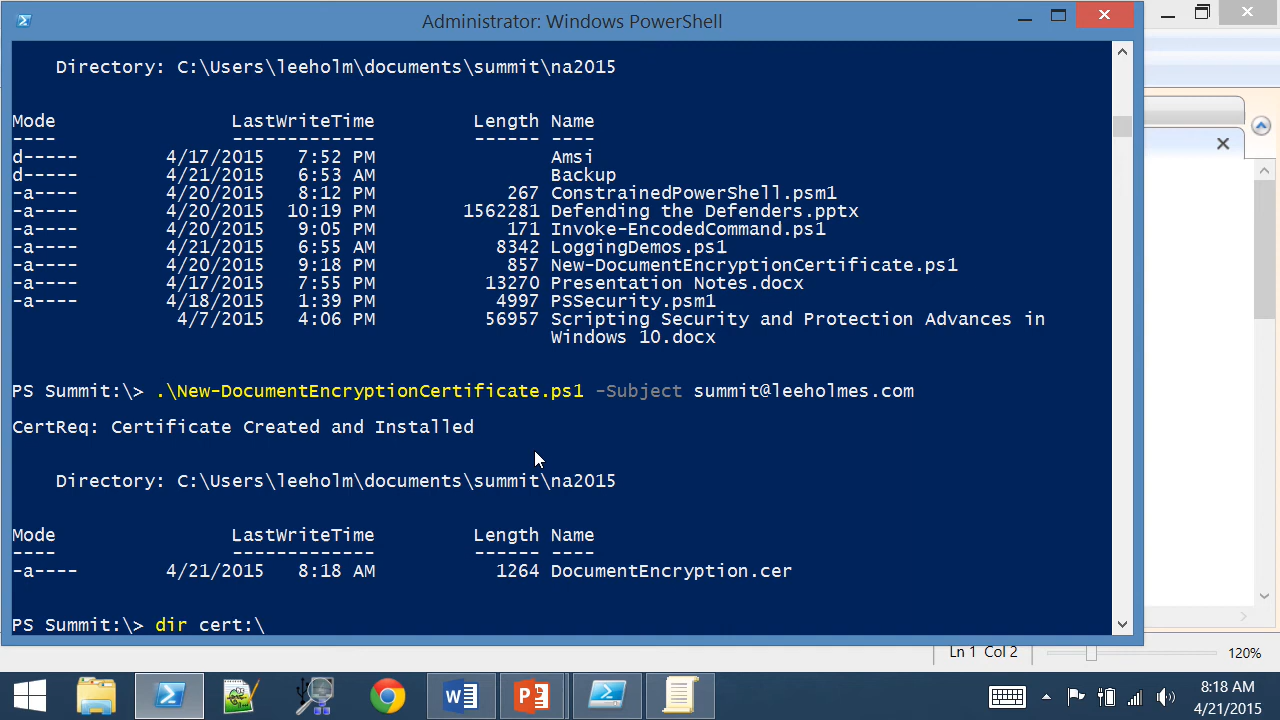 Administrator: Windows PowerShell
Directory: C:\Users\leeholm\documents\summit\na2015
Mode LastWriteTime Length Name
---- ------------- ------ ----
d----- 4/17/2015 7:52 PM Amsi
d----- 4/21/2015 6:53 AM Backup
-a---- 4/20/2015 8:12 PM 267 ConstrainedPowerShell.psm1
-a---- 4/20/2015 10:19 PM 1562281 Defending the Defenders.pptx
-a---- 4/20/2015 9:05 PM 171 Invoke-EncodedCommand.ps1
-a---- 4/21/2015 6:55 AM 8342 LoggingDemos.ps1
-a---- 4/20/2015 9:18 PM 857 New-DocumentEncryptionCertificate.ps1
-a---- 4/17/2015 7:55 PM 13270 Presentation Notes.docx
-a---- 4/18/2015 1:39 PM 4997 PSSecurity.psm1
4/7/2015 4:06 PM 56957 Scripting Security and Protection Advances in
Windows 10.docx
PS Summit:\> .\New-DocumentEncryptionCertificate.ps1 -Subject summit@leeholmes.com
CertReq: Certificate Created and Installed
Directory: C:\Users\leeholm\documents\summit\na2015
Mode LastWriteTime Length Name
---- ------------- ------ ----
-a---- 4/21/2015 8:18 AM 1264 DocumentEncryption.cer
PS Summit:\> dir cert:\
Ln 1 Col 2 120%
8:18 AM
4/21/2015